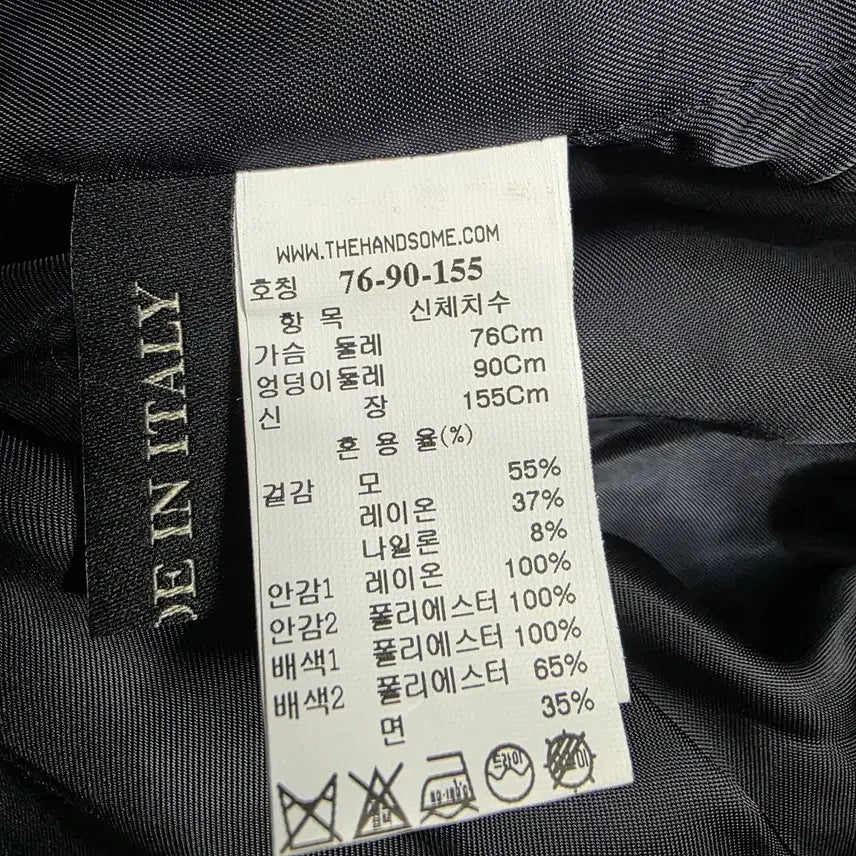 WWW.THEHANDSOME.COM
호칭 76-90-155
항 목 신체치수
가슴 둘레 76Cm
엉덩이둘레 90Cm
신 장 155Cm
혼 용 율(%)
겉감 모 55%
레이온 37%
나일론 8%
안감1 레이온 100%
안감2 폴리에스터 100%
배색1 폴리에스터 100%
배색2 폴리에스터 65%
면 35%
드라이
IN ITALY